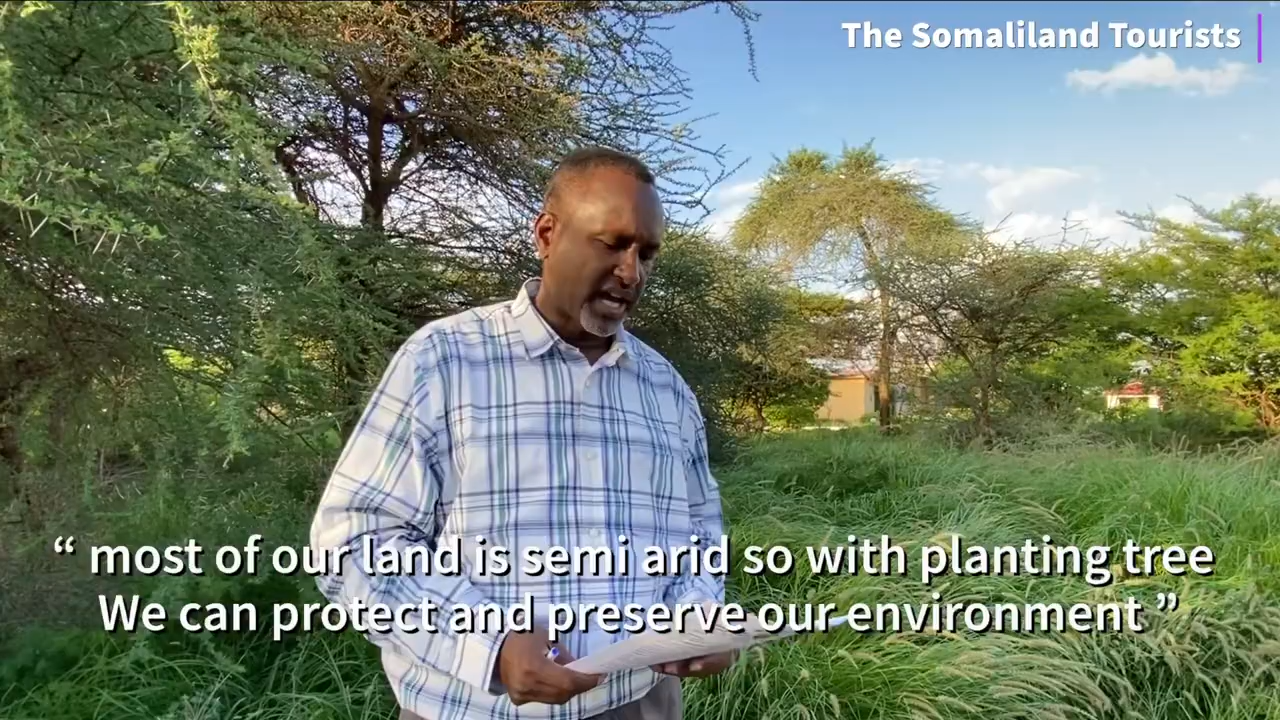 The Somaliland Tourists
“ most of our land is semi arid so with planting tree
We can protect and preserve our environment ”